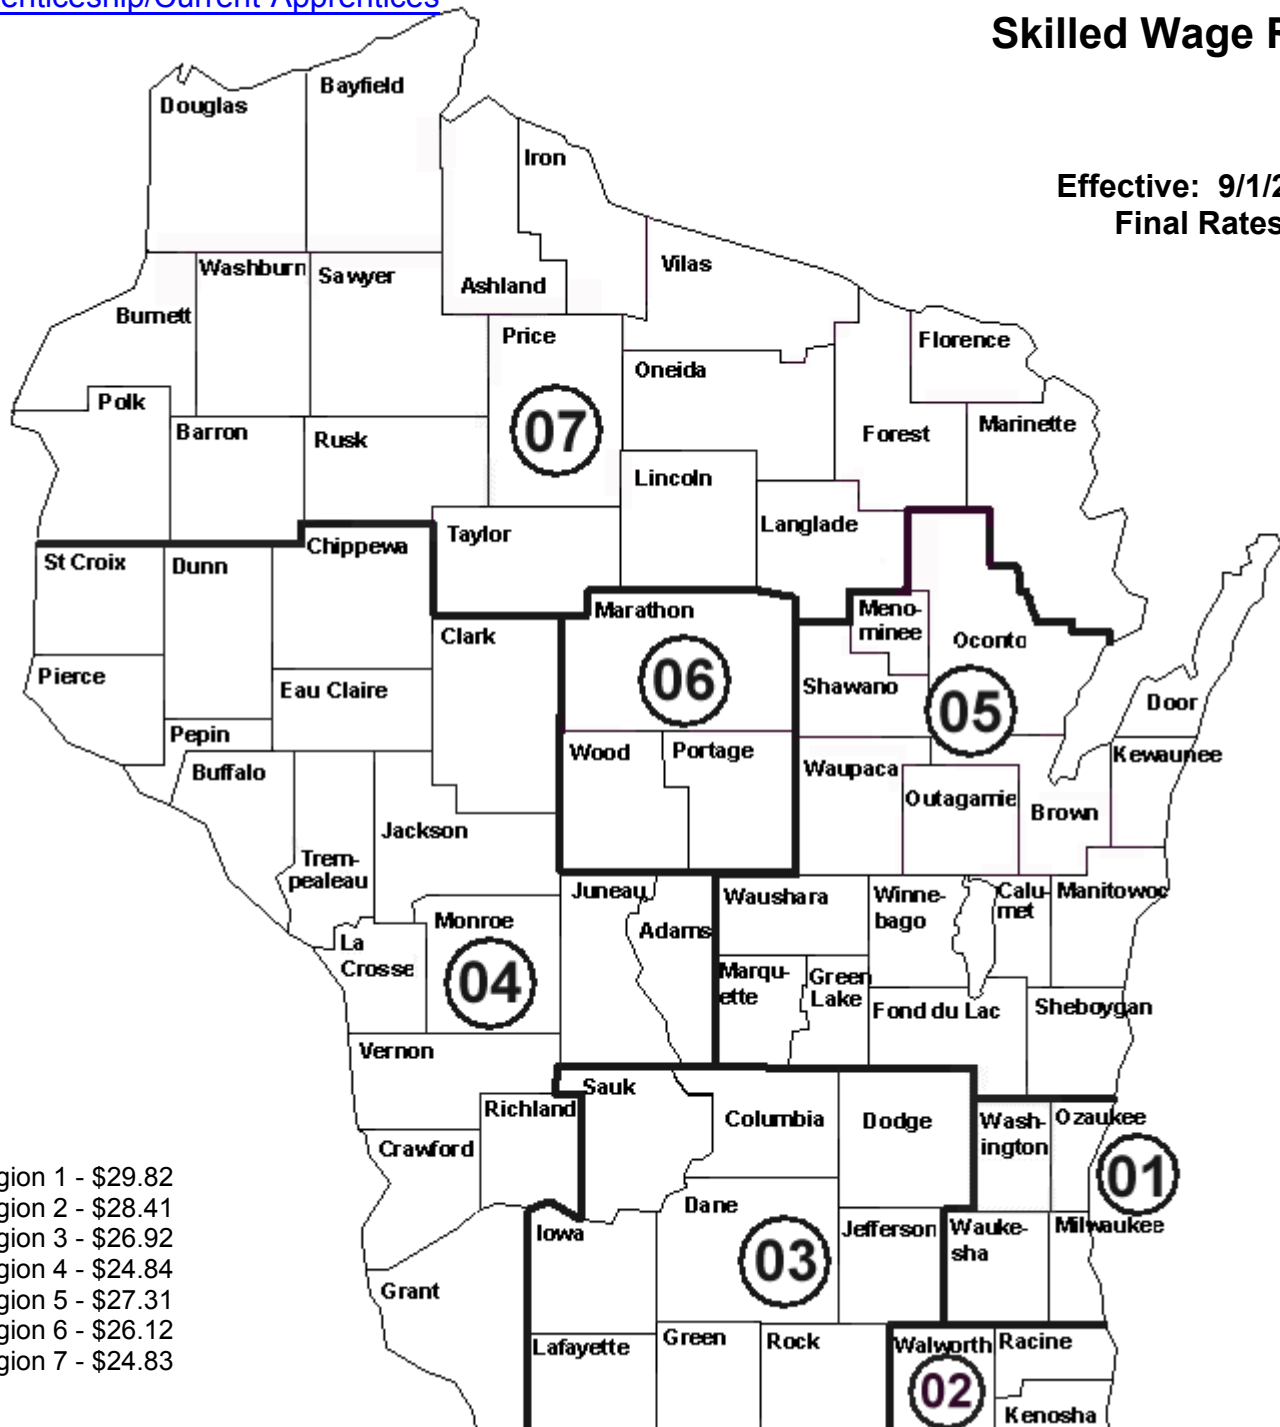 enticeship/Current-Apprentices
Skilled Wage R
Effective: 9/1/2
Final Rates
Douglas
Bayfield
Iron
Vilas
Washburn
Sawyer
Ashland
Burnett
Price
Florence
Oneida
Polk
07
Barron
Rusk
Forest
Marinette
Lincoln
Langlade
Taylor
Chippewa
St Croix
Dunn
Marathon
Meno-
minee
Clark
Oconto
06
Pierce
Eau Claire
Shawano
05
Door
Pepin
Wood
Portage
Kewaunee
Buffalo
Waupaca
Outagamie
Brown
Jackson
Trem-
pealeau
Juneau
Waushara
Winne-
bago
Calu-
met
Manitowoc
Monroe
Adams
La
Crosse
04
Marqu-
ette
Green
Lake
Fond du Lac
Sheboygan
Vernon
Sauk
Richland
Columbia
Dodge
Wash-
ington
Ozaukee
Crawford
01
Dane
Iowa
Jefferson
Wauke-
sha
Milwaukee
03
Grant
Lafayette
Green
Rock
Walworth
Racine
02
Kenosha
gion 1 - $29.82
gion 2 - $28.41
gion 3 - $26.92
gion 4 - $24.84
gion 5 - $27.31
gion 6 - $26.12
gion 7 - $24.83